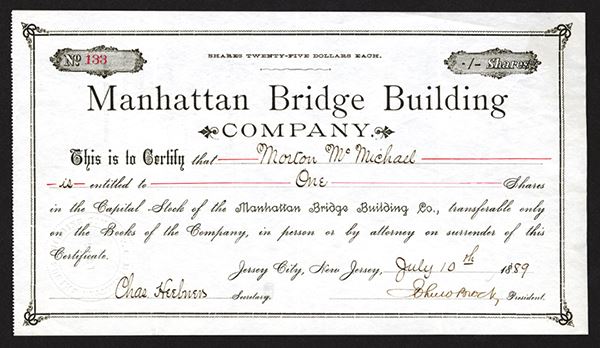 SHARES TWENTY-FIVE DOLLARS EACH.
No 133
-1- Shares
Manhattan Bridge Building
COMPANY.
This is to Certify that Morton Mc Michael
is entitled to One Shares
in the Capital Stock of the Manhattan Bridge Building Co., transferable only
on the Books of the Company, in person or by attorney on surrender of this
Certificate.
Jersey City, New Jersey, July 10th 1889
Chas. Heebner Secretary. President.